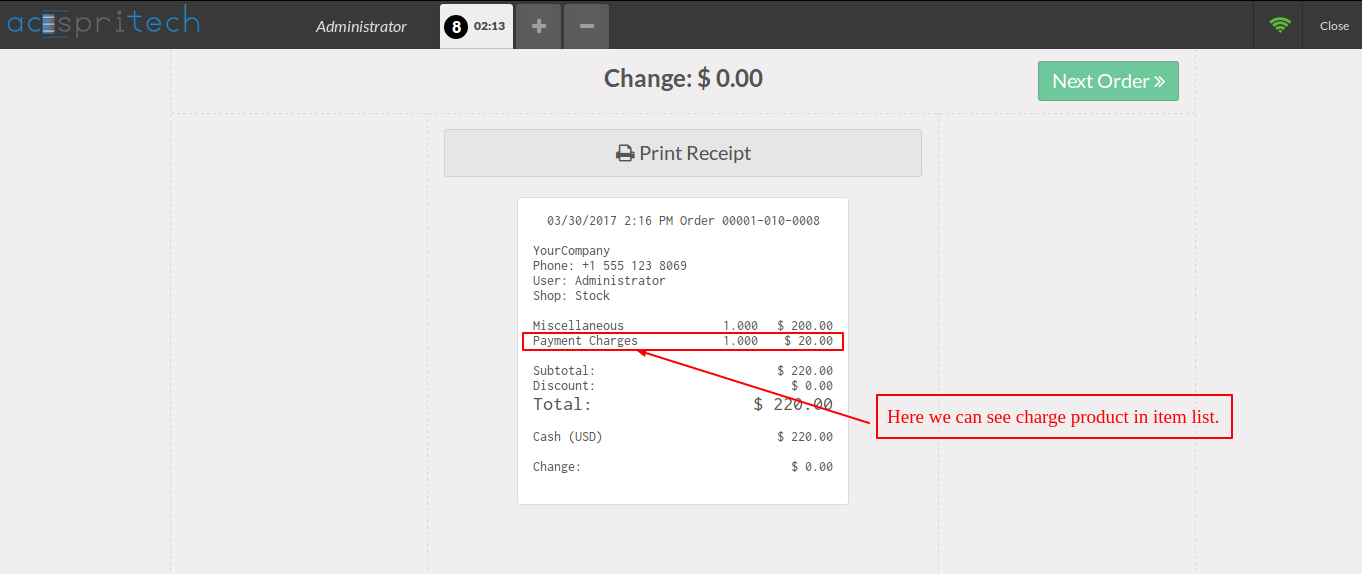 acespritech
Administrator
8 02:13
Close
Change: $ 0.00
Next Order
Print Receipt
03/30/2017 2:16 PM Order 00001-010-0008
YourCompany
Phone: +1 555 123 8069
User: Administrator
Shop: Stock
Miscellaneous 1.000 $ 200.00
Payment Charges 1.000 $ 20.00
Subtotal: $ 220.00
Discount: $ 0.00
Total: $ 220.00
Here we can see charge product in item list.
Cash (USD) $ 220.00
Change: $ 0.00